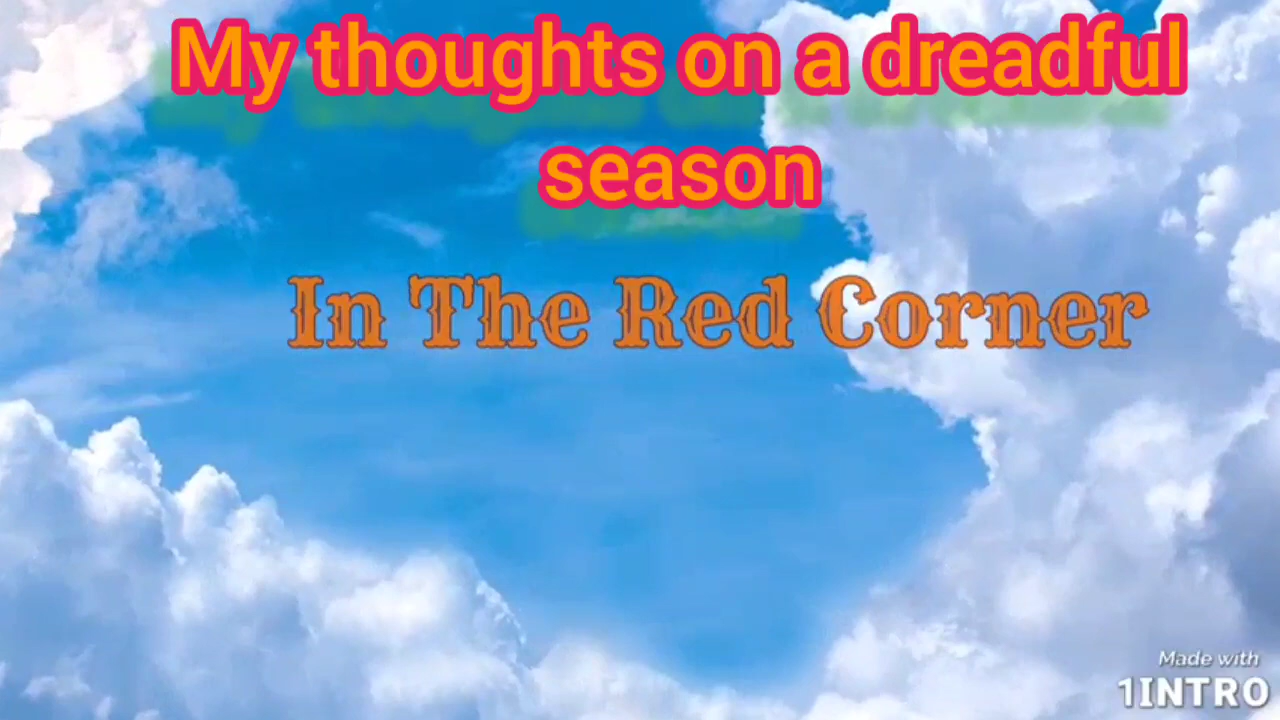 My thoughts on a dreadful
season
In The Red Corner
Made with
1INTRO